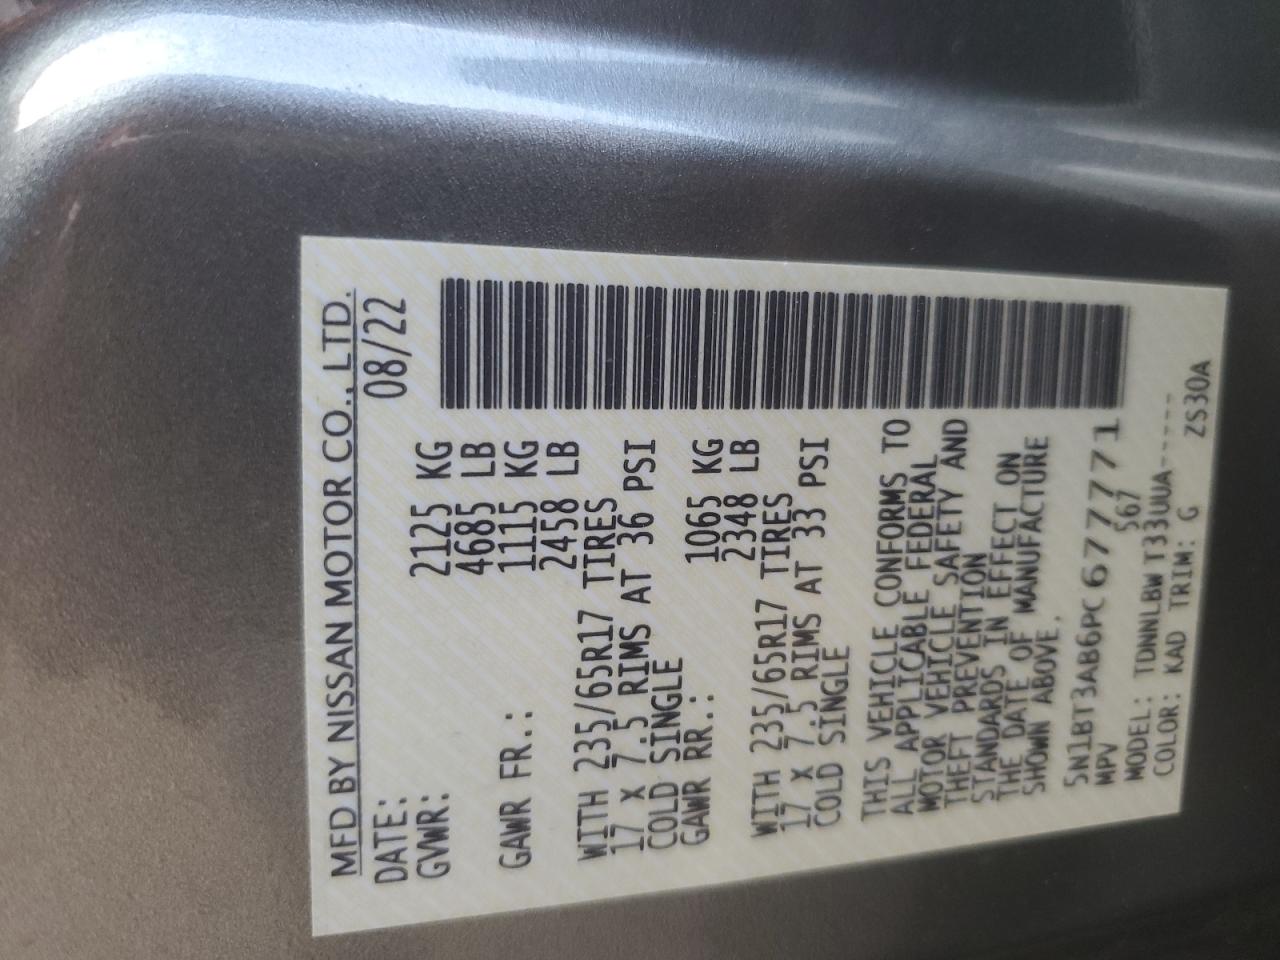 MFD BY NISSAN MOTOR CO., LTD.
DATE: 08/22
GVWR: 2125 KG
4685 LB
GAWR FR.: 1115 KG
2458 LB
WITH 235/65R17 TIRES
17 X 7.5 RIMS AT 36 PSI
COLD SINGLE
GAWR RR.: 1065 KG
2348 LB
WITH 235/65R17 TIRES
17 X 7.5 RIMS AT 33 PSI
COLD SINGLE
THIS VEHICLE CONFORMS TO
ALL APPLICABLE FEDERAL
MOTOR VEHICLE SAFETY AND
THEFT PREVENTION
STANDARDS IN EFFECT ON
THE DATE OF MANUFACTURE
SHOWN ABOVE.
5N1BT3AB6PC677771
MPV 567
MODEL: TDNNLBW T33UUA-----
COLOR: KAD TRIM: G ZS30A